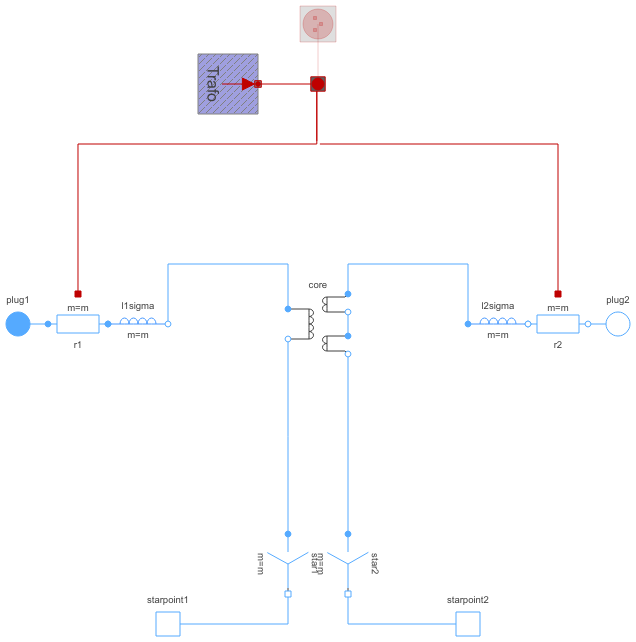 Trafo
core
plug1
m=m
r1
l1sigma
m=m
l2sigma
m=m
m=m
r2
plug2
m=m
star1
m=m
star2
starpoint1
starpoint2